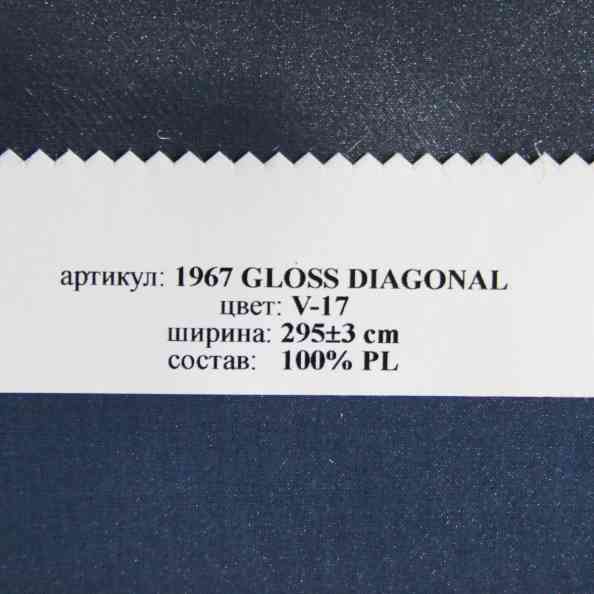 артикул: 1967 GLOSS DIAGONAL
цвет: V-17
ширина: 295±3 cm
состав: 100% PL